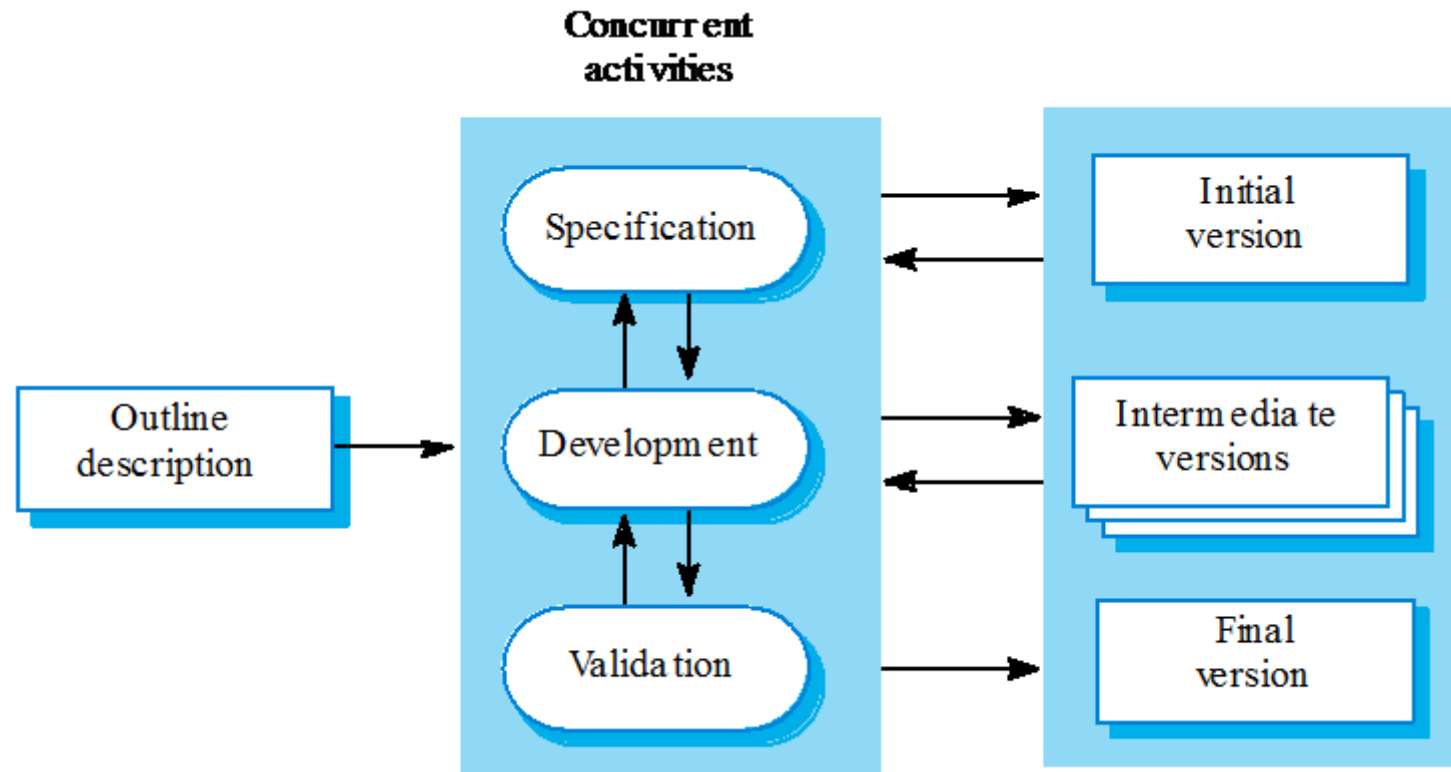 Concurrent
activities
Specification
Initial
version
Outline
description
Development
Intermediate
versions
Validation
Final
version